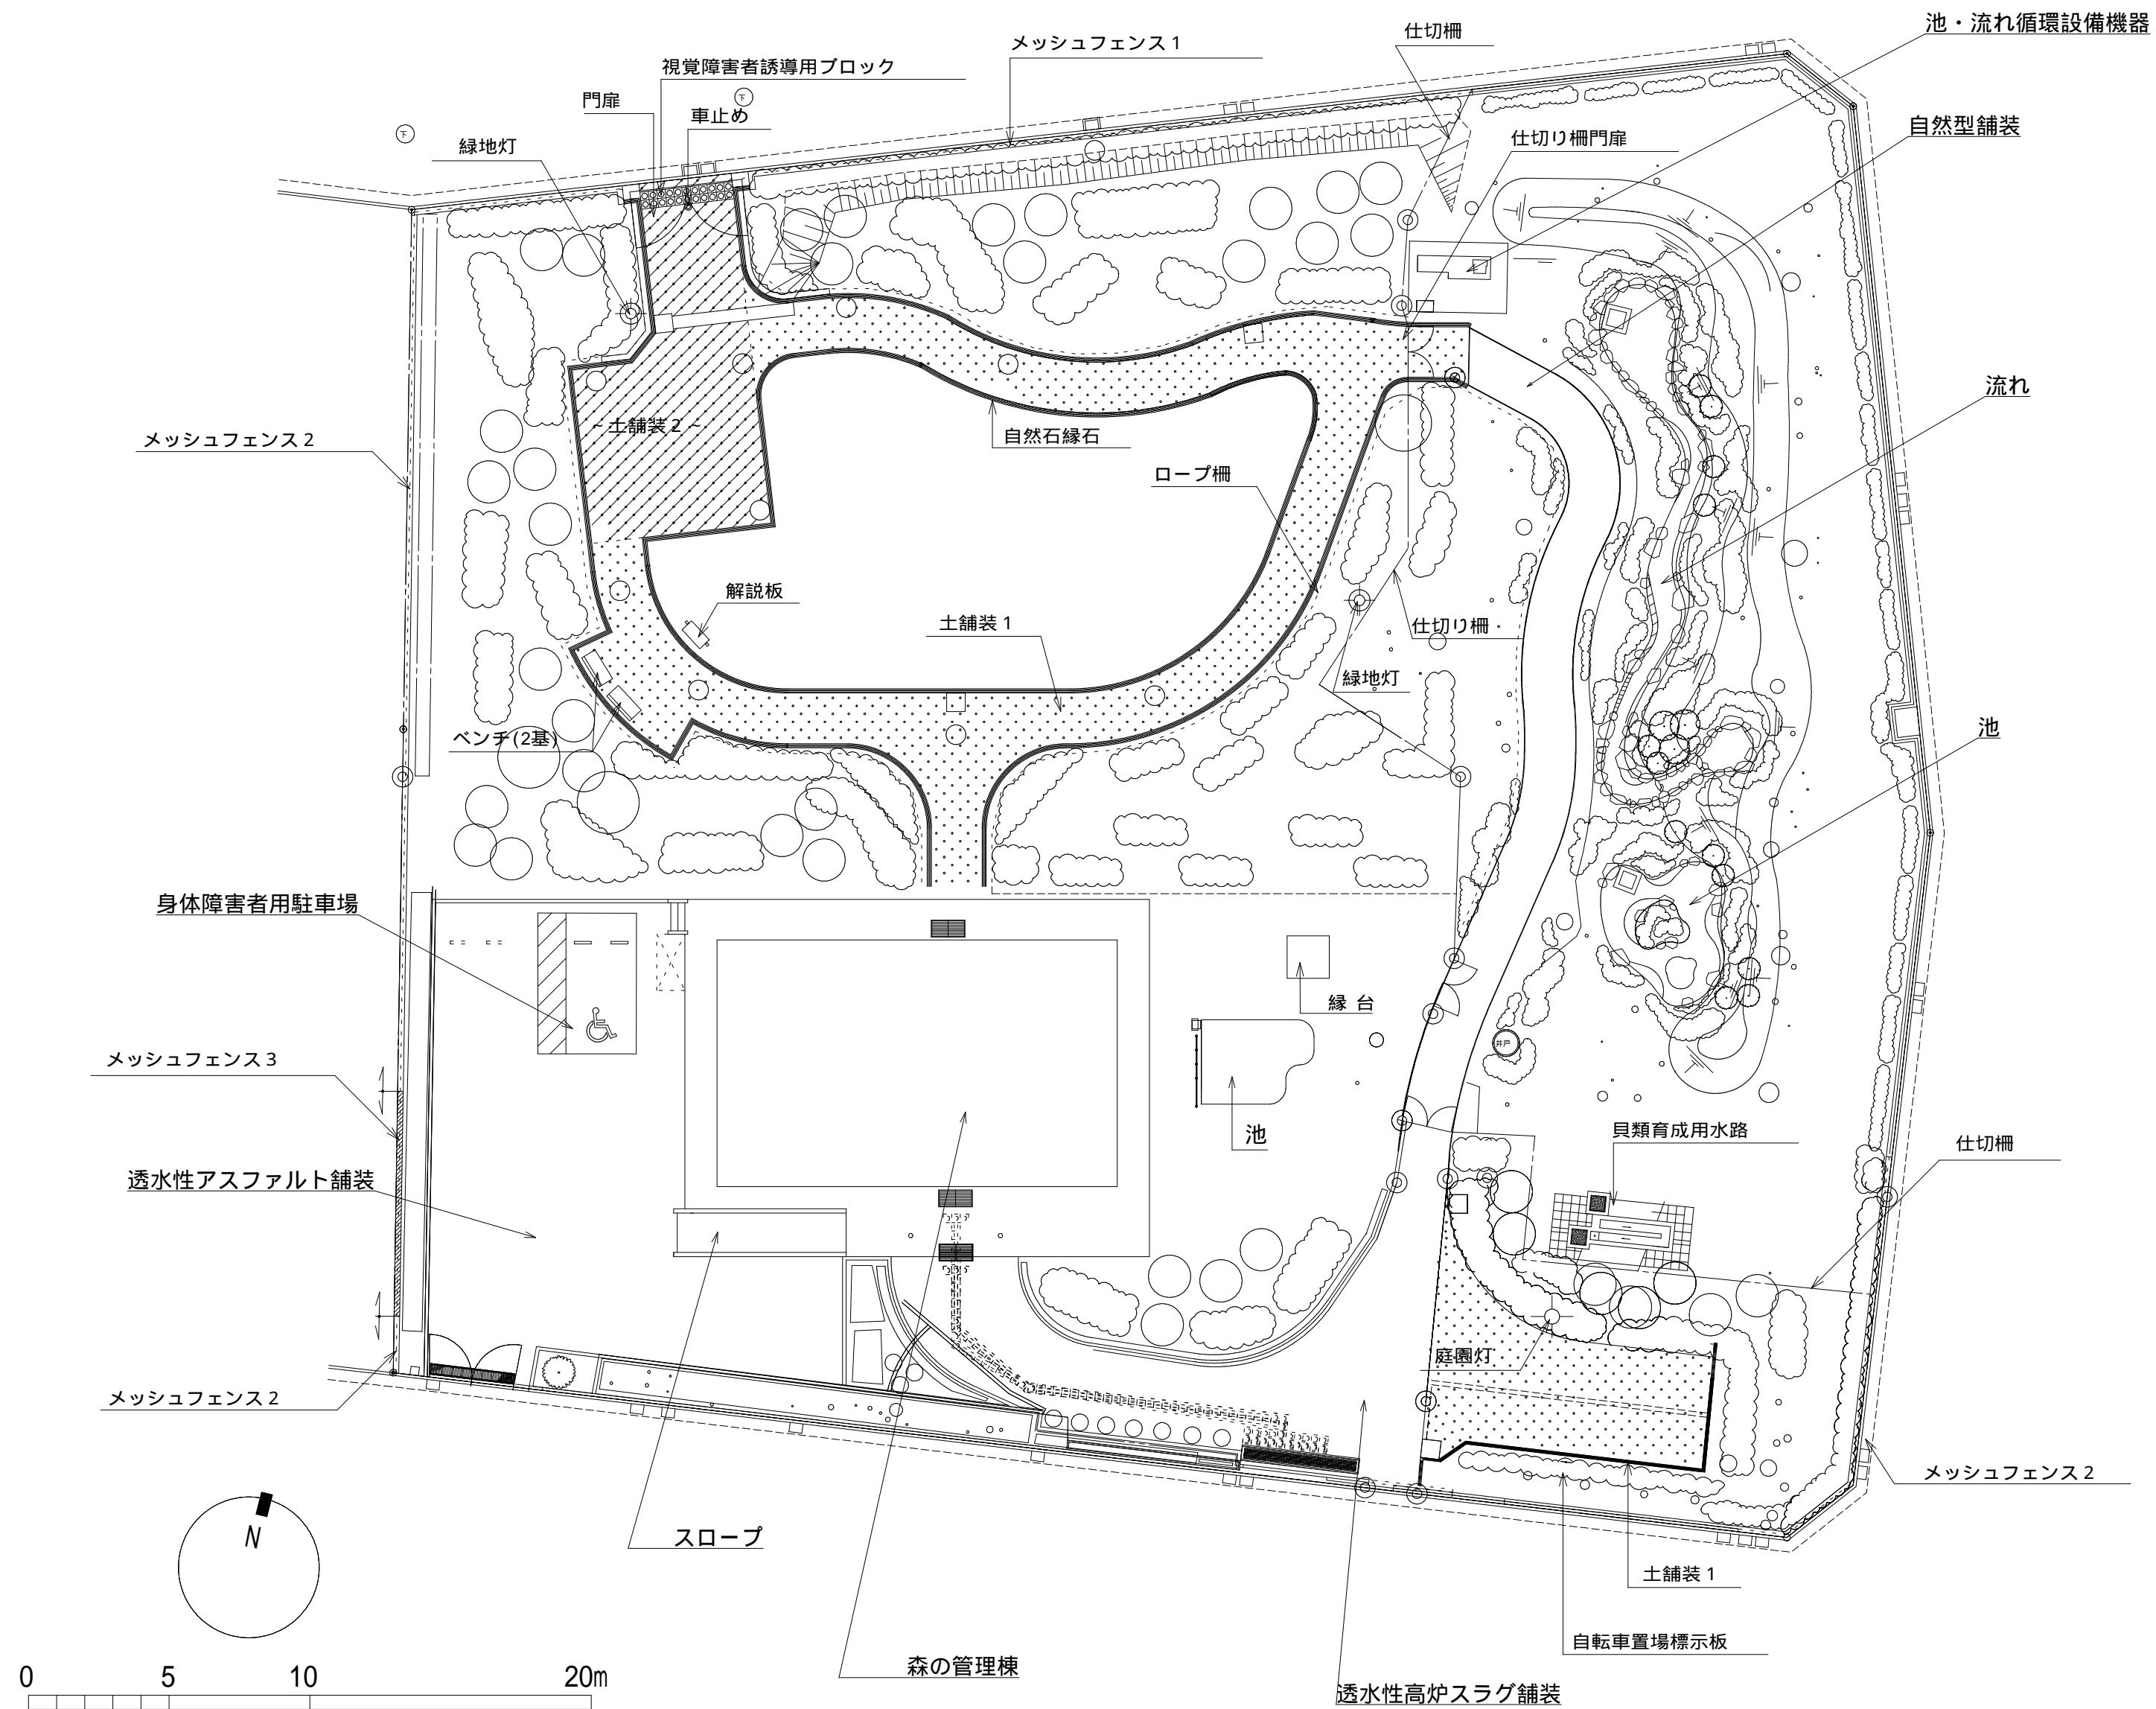 池・流れ循環設備機器
仕切柵
メッシュフェンス1
視覚障害者誘導用ブロック
門扉
下
車止め
下
緑地灯
自然型舗装
仕切り柵門扉
流れ
土舗装2
自然石縁石
メッシュフェンス2
ロープ柵
解説板
土舗装1
仕切り柵
緑地灯
池
ベンチ(2基)
身体障害者用駐車場
縁 台
井戸
メッシュフェンス3
池
貝類育成用水路
仕切柵
透水性アスファルト舗装
庭園灯
メッシュフェンス2
メッシュフェンス2
N
スロープ
土舗装1
自転車置場標示板
森の管理棟
透水性高炉スラグ舗装
0 5 10 20m